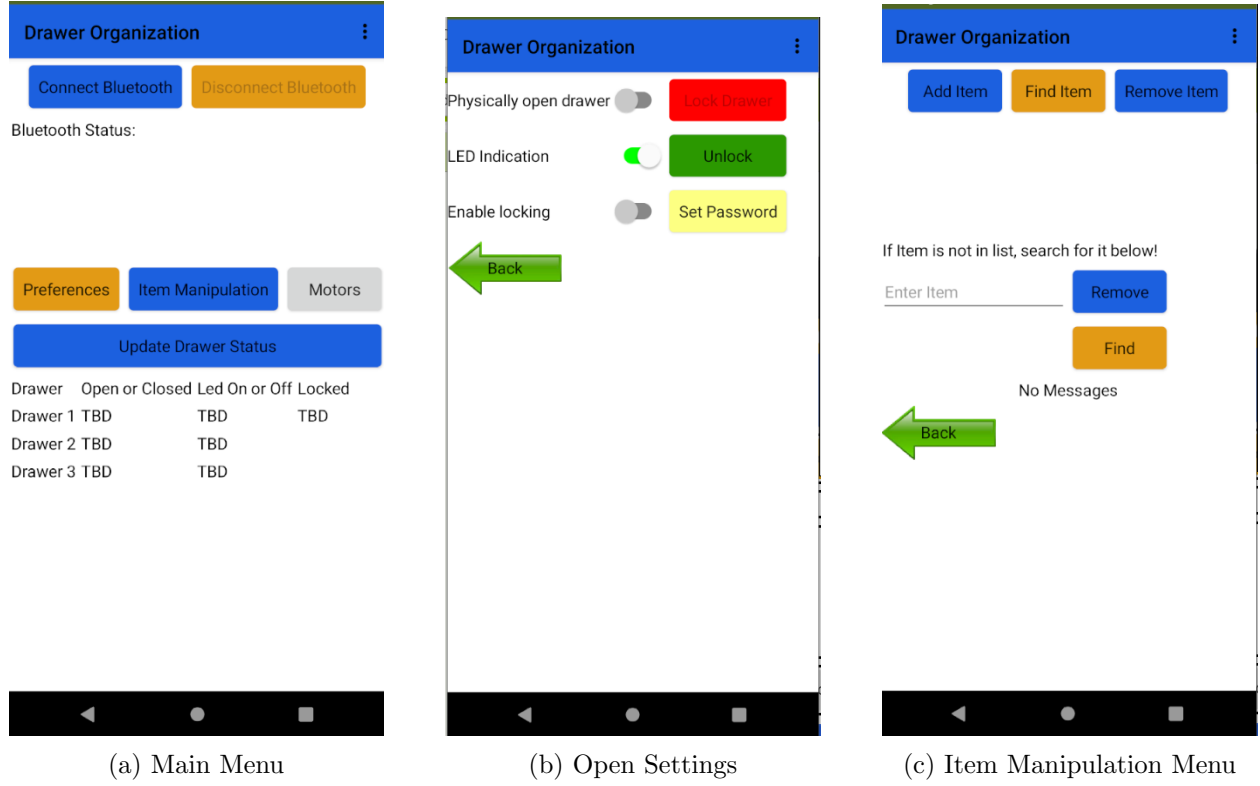 Drawer Organization
Connect Bluetooth Disconnect Bluetooth
Bluetooth Status:
Preferences Item Manipulation Motors
Update Drawer Status
Drawer Open or Closed Led On or Off Locked
Drawer 1 TBD TBD TBD
Drawer 2 TBD TBD
Drawer 3 TBD TBD
(a) Main Menu
Drawer Organization
Physically open drawer Lock Drawer
LED Indication Unlock
Enable locking Set Password
Back
(b) Open Settings
Drawer Organization
Add Item Find Item Remove Item
If Item is not in list, search for it below!
Enter Item Remove
Find
No Messages
Back
(c) Item Manipulation Menu